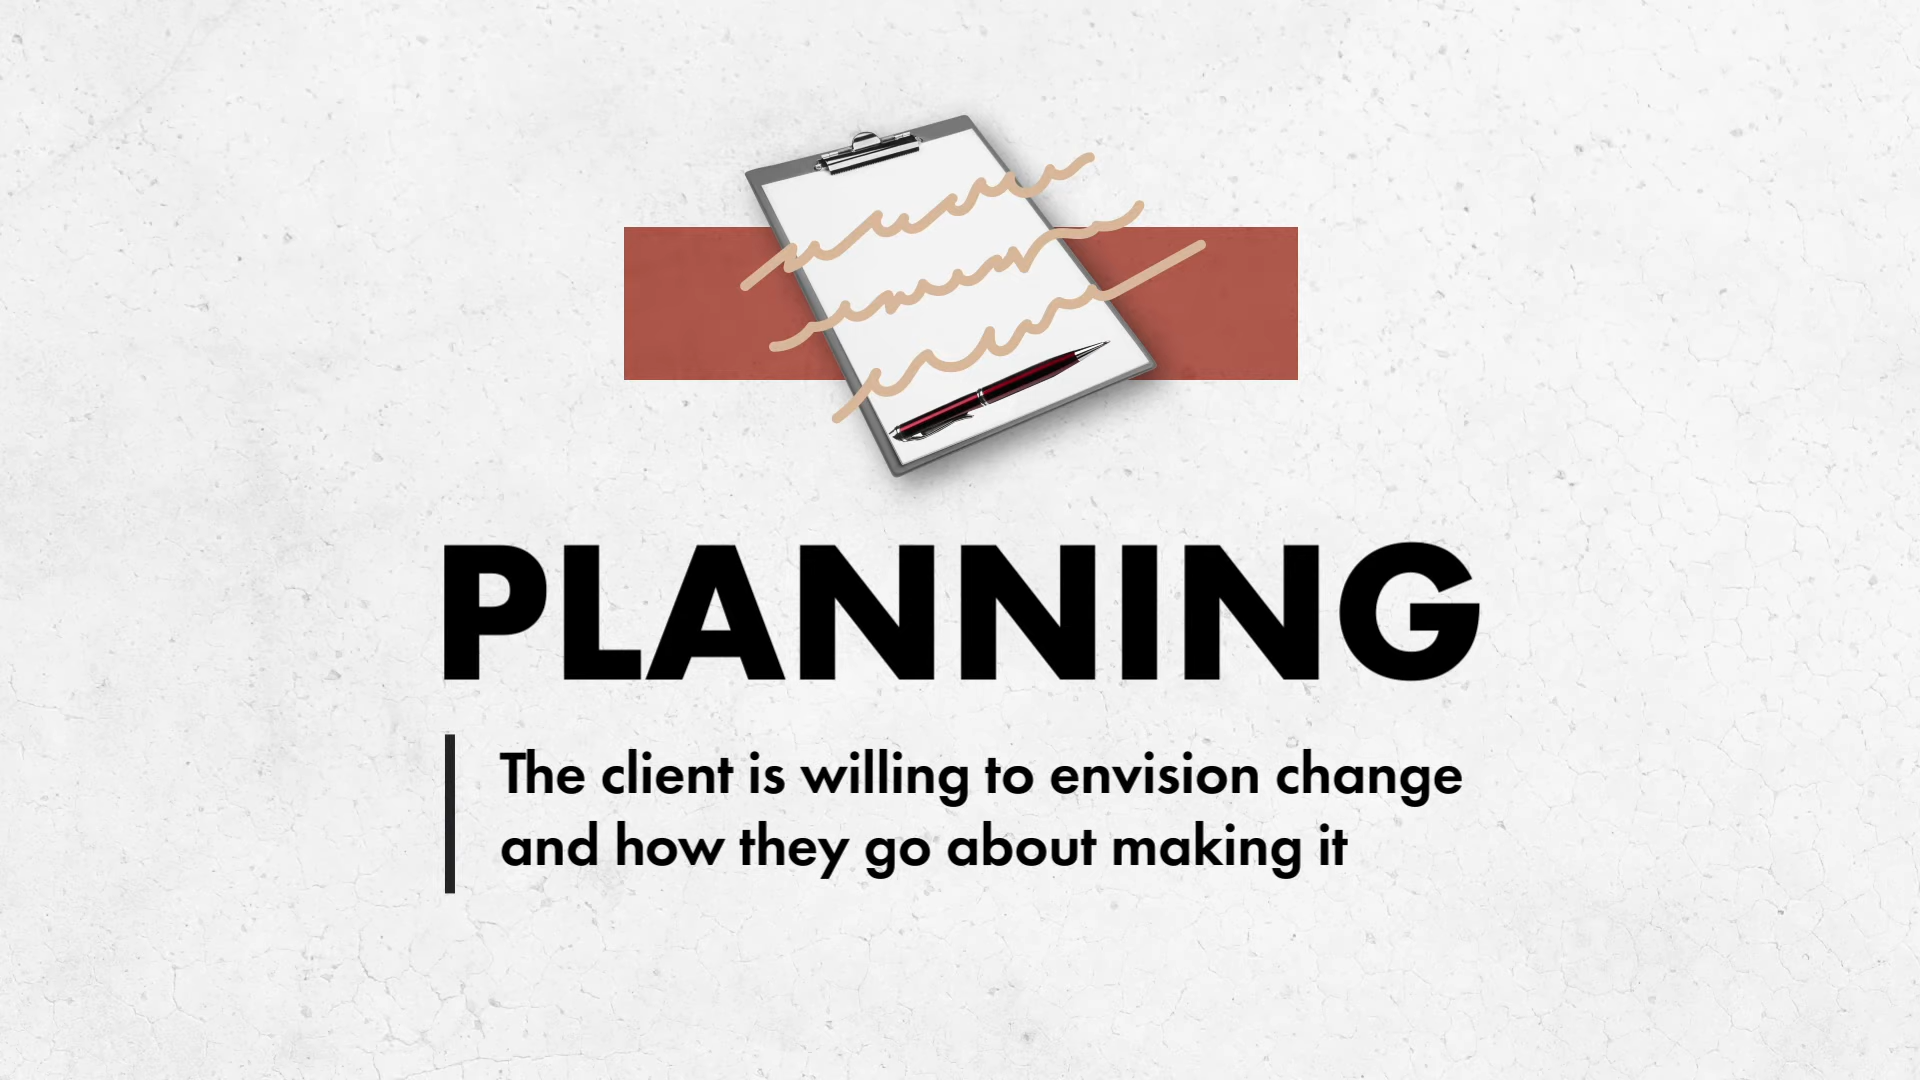 PLANNING
The client is willing to envision change
and how they go about making it